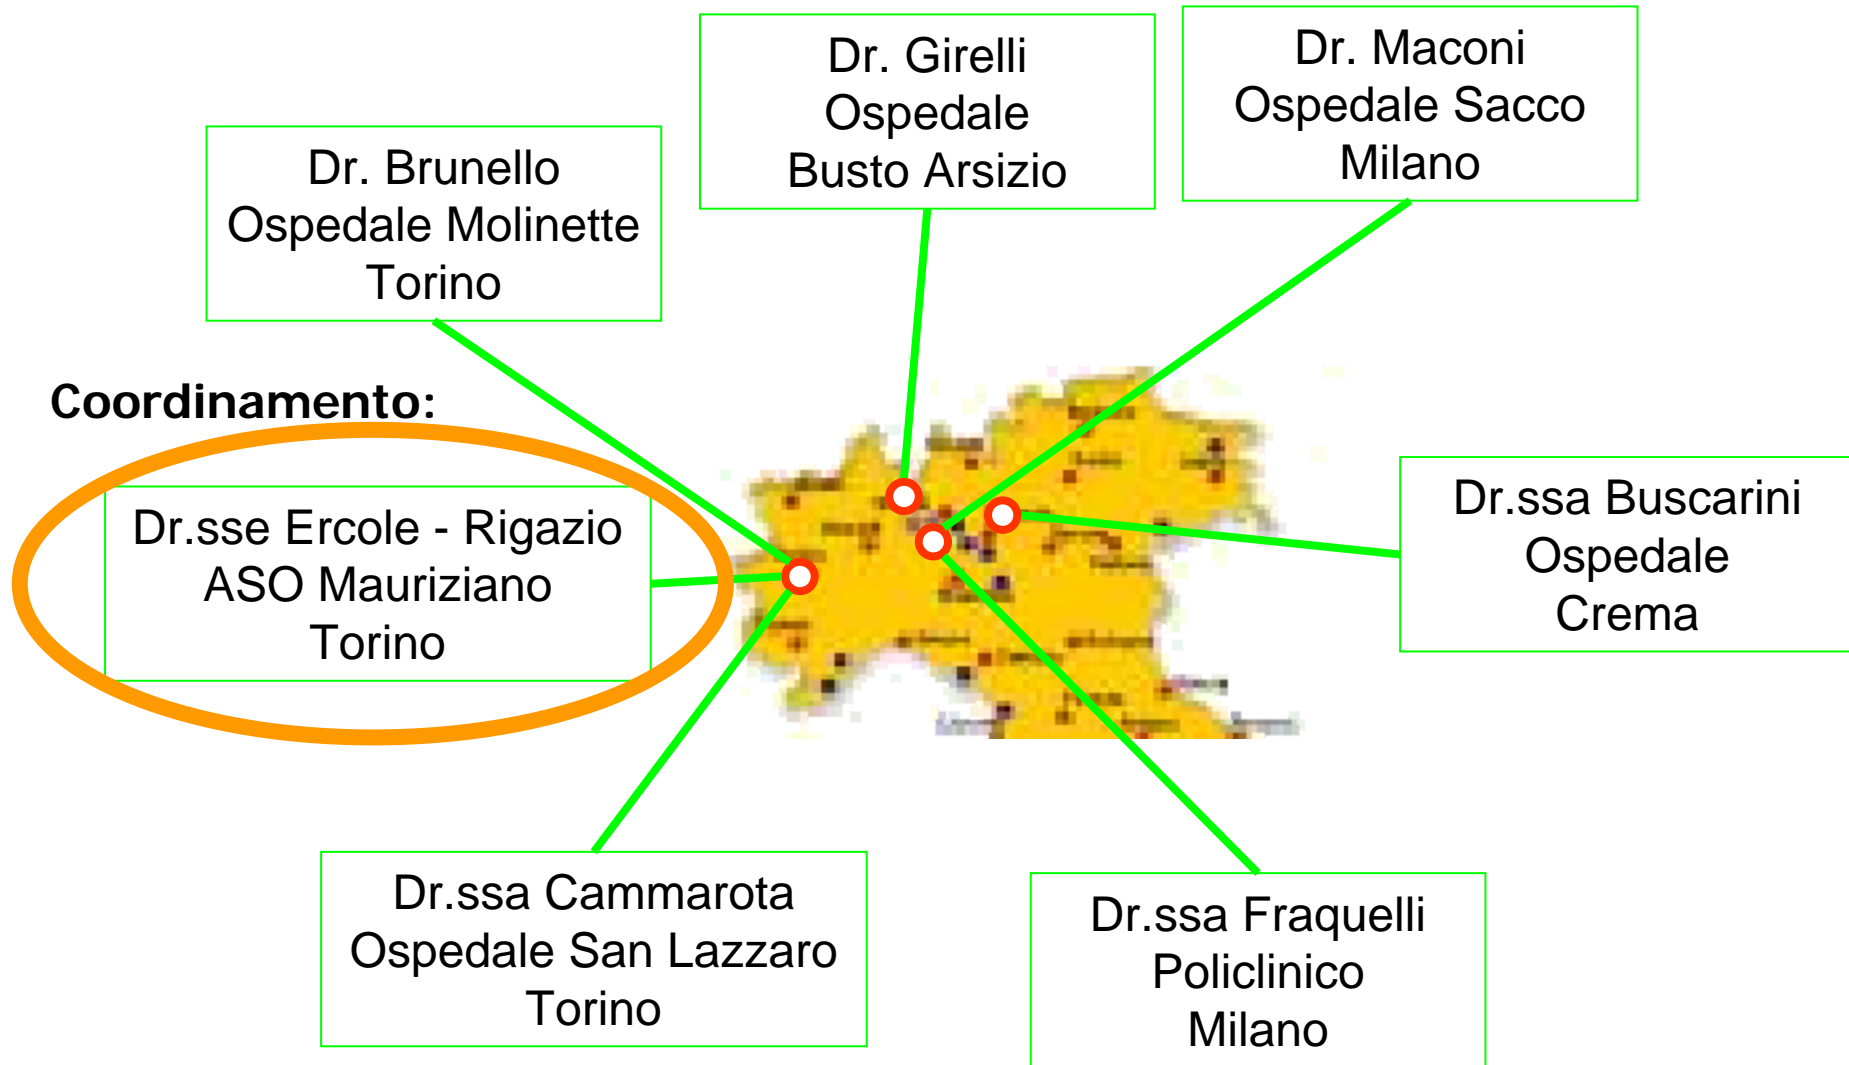 Dr. Girelli
Ospedale
Busto Arsizio
Dr. Maconi
Ospedale Sacco
Milano
Dr. Brunello
Ospedale Molinette
Torino
Coordinamento:
Dr.sse Ercole - Rigazio
ASO Mauriziano
Torino
Dr.ssa Buscarini
Ospedale
Crema
Dr.ssa Cammarota
Ospedale San Lazzaro
Torino
Dr.ssa Fraquelli
Policlinico
Milano